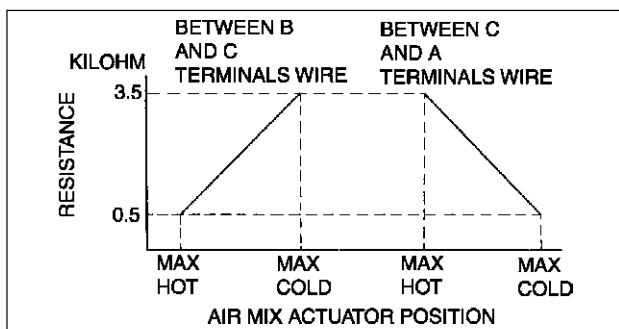 BETWEEN B
AND C
TERMINALS WIRE
BETWEEN C
AND A
TERMINALS WIRE
KILOHM
3.5
RESISTANCE
0.5
MAX
HOT
MAX
COLD
MAX
HOT
MAX
COLD
AIR MIX ACTUATOR POSITION